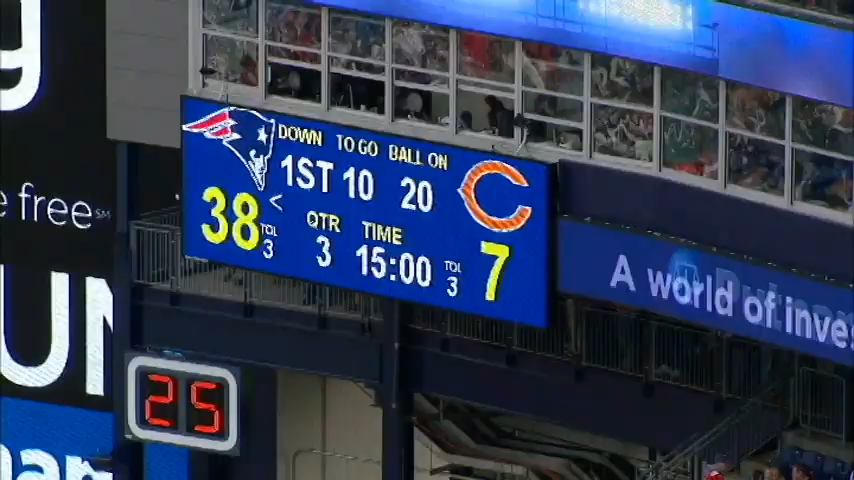 DOWN TO GO BALL ON
1ST 10 20
38 < QTR TIME 7
TOL 3 3 15:00 TOL 3
A world of inves
e free SM
25